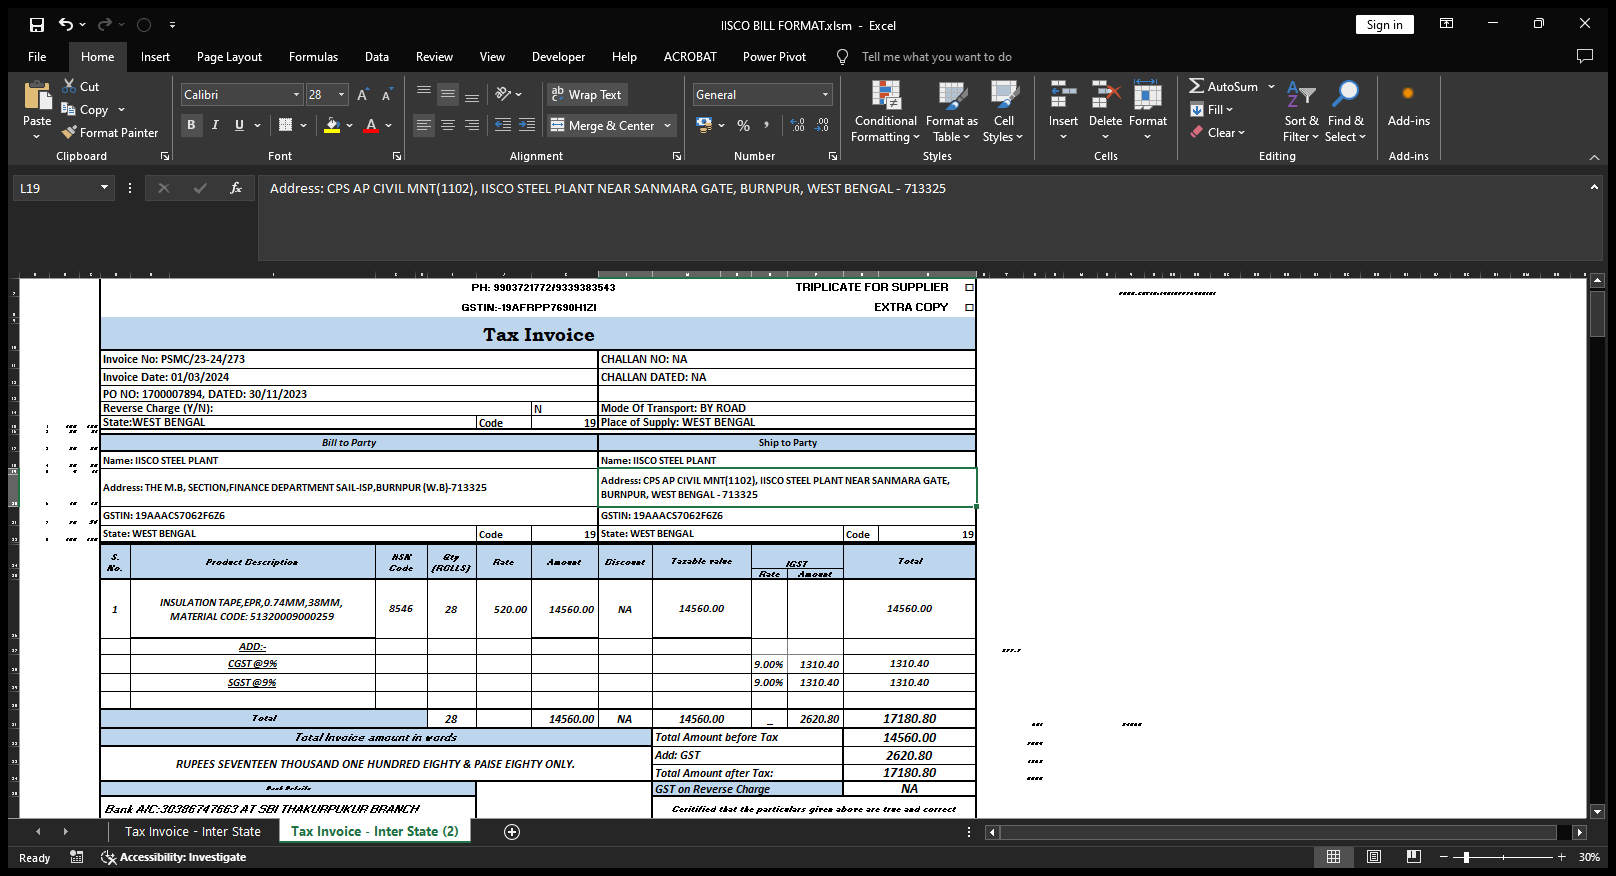 IISCO BILL FORMAT.xlsm - Excel
Sign in
File Home Insert Page Layout Formulas Data Review View Developer Help ACROBAT Power Pivot Tell me what you want to do
Paste
Cut
Copy
Format Painter
Clipboard
Calibri 28
B I U
Font
Wrap Text
Merge & Center
Alignment
General
Number
Conditional Formatting
Format as Table
Cell Styles
Styles
Insert Delete Format
Cells
AutoSum
Fill
Clear
Sort & Filter
Find & Select
Editing
Add-ins
Add-ins
L19
fx
Address: CPS AP CIVIL MNT(1102), IISCO STEEL PLANT NEAR SANMARA GATE, BURNPUR, WEST BENGAL - 713325
PH: 9903721772/9339383543 TRIPLICATE FOR SUPPLIER
GSTIN:-19AFRPP7690H1ZI EXTRA COPY
Tax Invoice
Invoice No: PSMC/23-24/273 CHALLAN NO: NA
Invoice Date: 01/03/2024 CHALLAN DATED: NA
PO NO: 1700007894, DATED: 30/11/2023
Reverse Charge (Y/N): N Mode Of Transport: BY ROAD
State:WEST BENGAL Code 19 Place of Supply: WEST BENGAL
Bill to Party Ship to Party
Name: IISCO STEEL PLANT Name: IISCO STEEL PLANT
Address: THE M.B, SECTION,FINANCE DEPARTMENT SAIL-ISP,BURNPUR (W.B)-713325
Address: CPS AP CIVIL MNT(1102), IISCO STEEL PLANT NEAR SANMARA GATE,
BURNPUR, WEST BENGAL - 713325
GSTIN: 19AAACS7062F6Z6 GSTIN: 19AAACS7062F6Z6
State: WEST BENGAL Code 19 State: WEST BENGAL Code 19
S. No. Product Description HSN Code Qty (ROLLS) Rate Amount Discount Taxable value IGST Total
Rate Amount
1 INSULATION TAPE,EPR,0.74MM,38MM, 8546 28 520.00 14560.00 NA 14560.00 14560.00
MATERIAL CODE: 51320009000259
ADD:-
CGST@9% 9.00% 1310.40 1310.40
SGST@9% 9.00% 1310.40 1310.40
Total 28 14560.00 NA 14560.00 _ 2620.80 17180.80
Total Invoice amount in words Total Amount before Tax 14560.00
RUPEES SEVENTEEN THOUSAND ONE HUNDRED EIGHTY & PAISE EIGHTY ONLY. Add: GST 2620.80
Total Amount after Tax: 17180.80
Bank Details GST on Reverse Charge NA
Bank A/C:30386747663 AT SBI THAKURPUKUR BRANCH Ceritified that the particulars given above are true and correct
Tax Invoice - Inter State Tax Invoice - Inter State (2)
Ready Accessibility: Investigate 30%